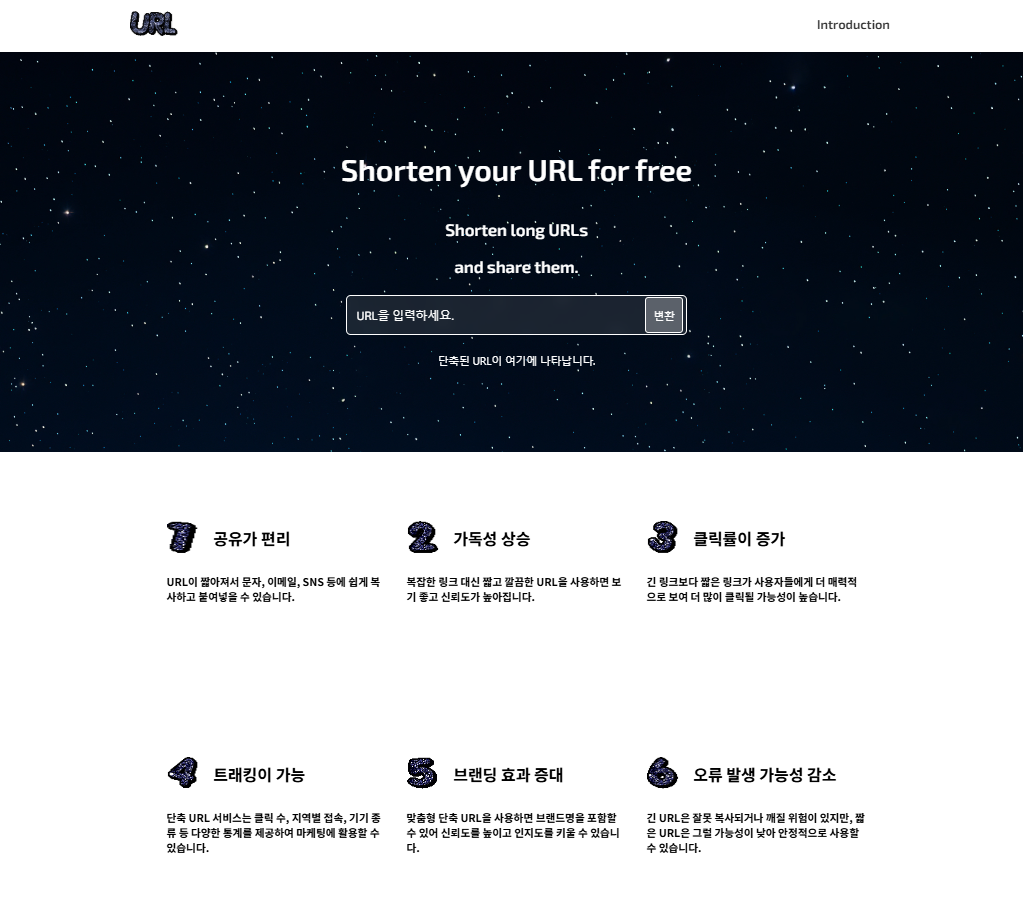 URL
Introduction
Shorten your URL for free
Shorten long URLs
and share them.
URL을 입력하세요.
변환
단축된 URL이 여기에 나타납니다.
1 공유가 편리
URL이 짧아져서 문자, 이메일, SNS 등에 쉽게 복
사하고 붙여넣을 수 있습니다.
2 가독성 상승
복잡한 링크 대신 짧고 깔끔한 URL을 사용하면 보
기 좋고 신뢰도가 높아집니다.
3 클릭률이 증가
긴 링크보다 짧은 링크가 사용자들에게 더 매력적
으로 보여 더 많이 클릭될 가능성이 높습니다.
4 트래킹이 가능
단축 URL 서비스는 클릭 수, 지역별 접속, 기기 종
류 등 다양한 통계를 제공하여 마케팅에 활용할 수
있습니다.
5 브랜딩 효과 증대
맞춤형 단축 URL을 사용하면 브랜드명을 포함할
수 있어 신뢰도를 높이고 인지도를 키울 수 있습니
다.
6 오류 발생 가능성 감소
긴 URL은 잘못 복사되거나 깨질 위험이 있지만, 짧
은 URL은 그럴 가능성이 낮아 안정적으로 사용할
수 있습니다.